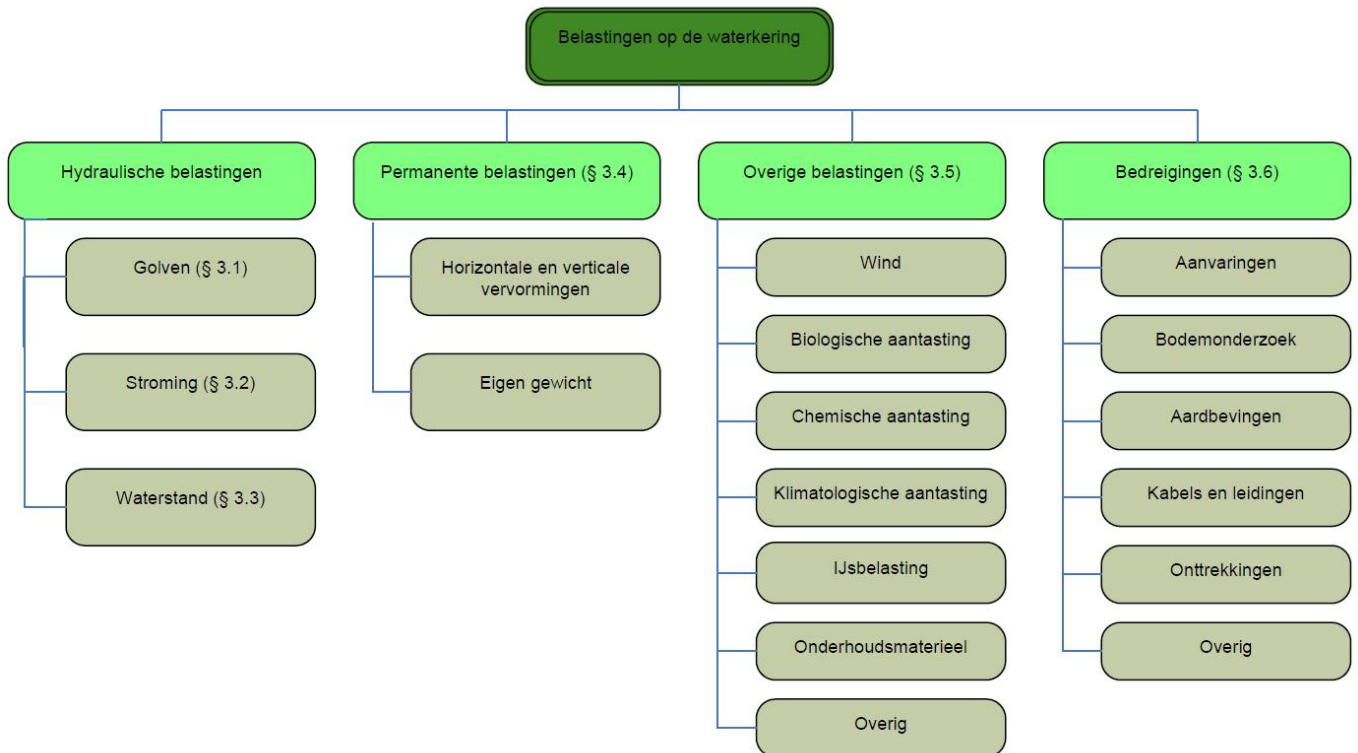 Belastingen op de waterkering
Hydraulische belastingen
Golven (§ 3.1)
Stroming (§ 3.2)
Waterstand (§ 3.3)
Permanente belastingen (§ 3.4)
Horizontale en verticale
vervormingen
Eigen gewicht
Overige belastingen (§ 3.5)
Wind
Biologische aantasting
Chemische aantasting
Klimatologische aantasting
IJsbelasting
Onderhoudsmaterieel
Overig
Bedreigingen (§ 3.6)
Aanvaringen
Bodemonderzoek
Aardbevingen
Kabels en leidingen
Onttrekkingen
Overig